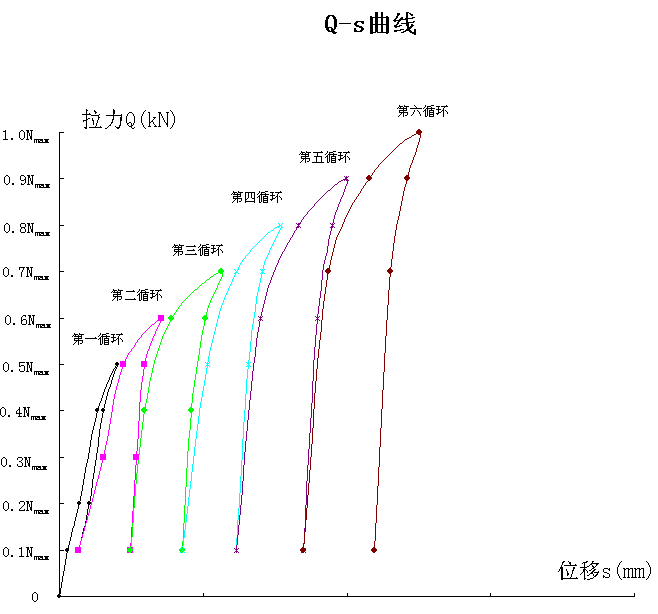 Q-s曲线
拉力Q(kN)
第六循环
1.0Nmax
第五循环
0.9Nmax
第四循环
0.8Nmax
第三循环
0.7Nmax
第二循环
0.6Nmax
第一循环
0.5Nmax
0.4Nmax
0.3Nmax
0.2Nmax
0.1Nmax
位移s(mm)
0